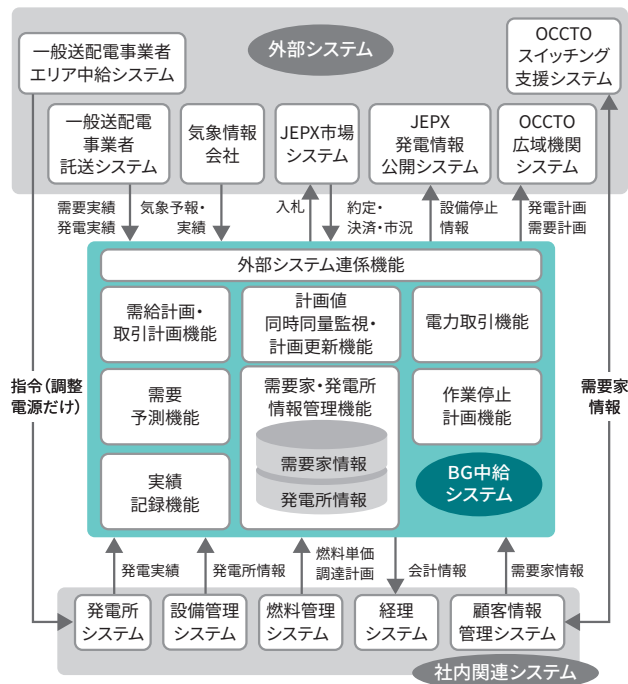 外部システム
一般送配電事業者
エリア中給システム
OCCTO
スイッチング
支援システム
一般送配電
事業者
託送システム
気象情報
会社
JEPX市場
システム
JEPX
発電情報
公開システム
OCCTO
広域機関
システム
需要実績
発電実績
気象予報・
実績
入札
約定・
決済・市況
設備停止
情報
発電計画
需要計画
外部システム連係機能
需給計画・
取引計画機能
計画値
同時同量監視・
計画更新機能
電力取引機能
指令（調整
電源だけ）
需要
予測機能
需要家・発電所
情報管理機能
作業停止
計画機能
需要家
情報
需要家情報
発電所情報
実績
記録機能
BG中給
システム
発電実績
発電所情報
燃料単価
調達計画
会計情報
需要家情報
発電所
システム
設備管理
システム
燃料管理
システム
経理
システム
顧客情報
管理システム
社内関連システム